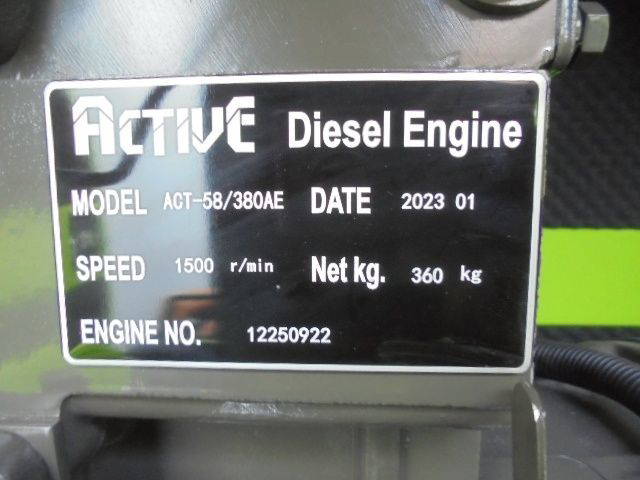 ACTIVE Diesel Engine
MODEL ACT-58/380AE DATE 2023 01
SPEED 1500 r/min Net kg. 360 kg
ENGINE NO. 12250922